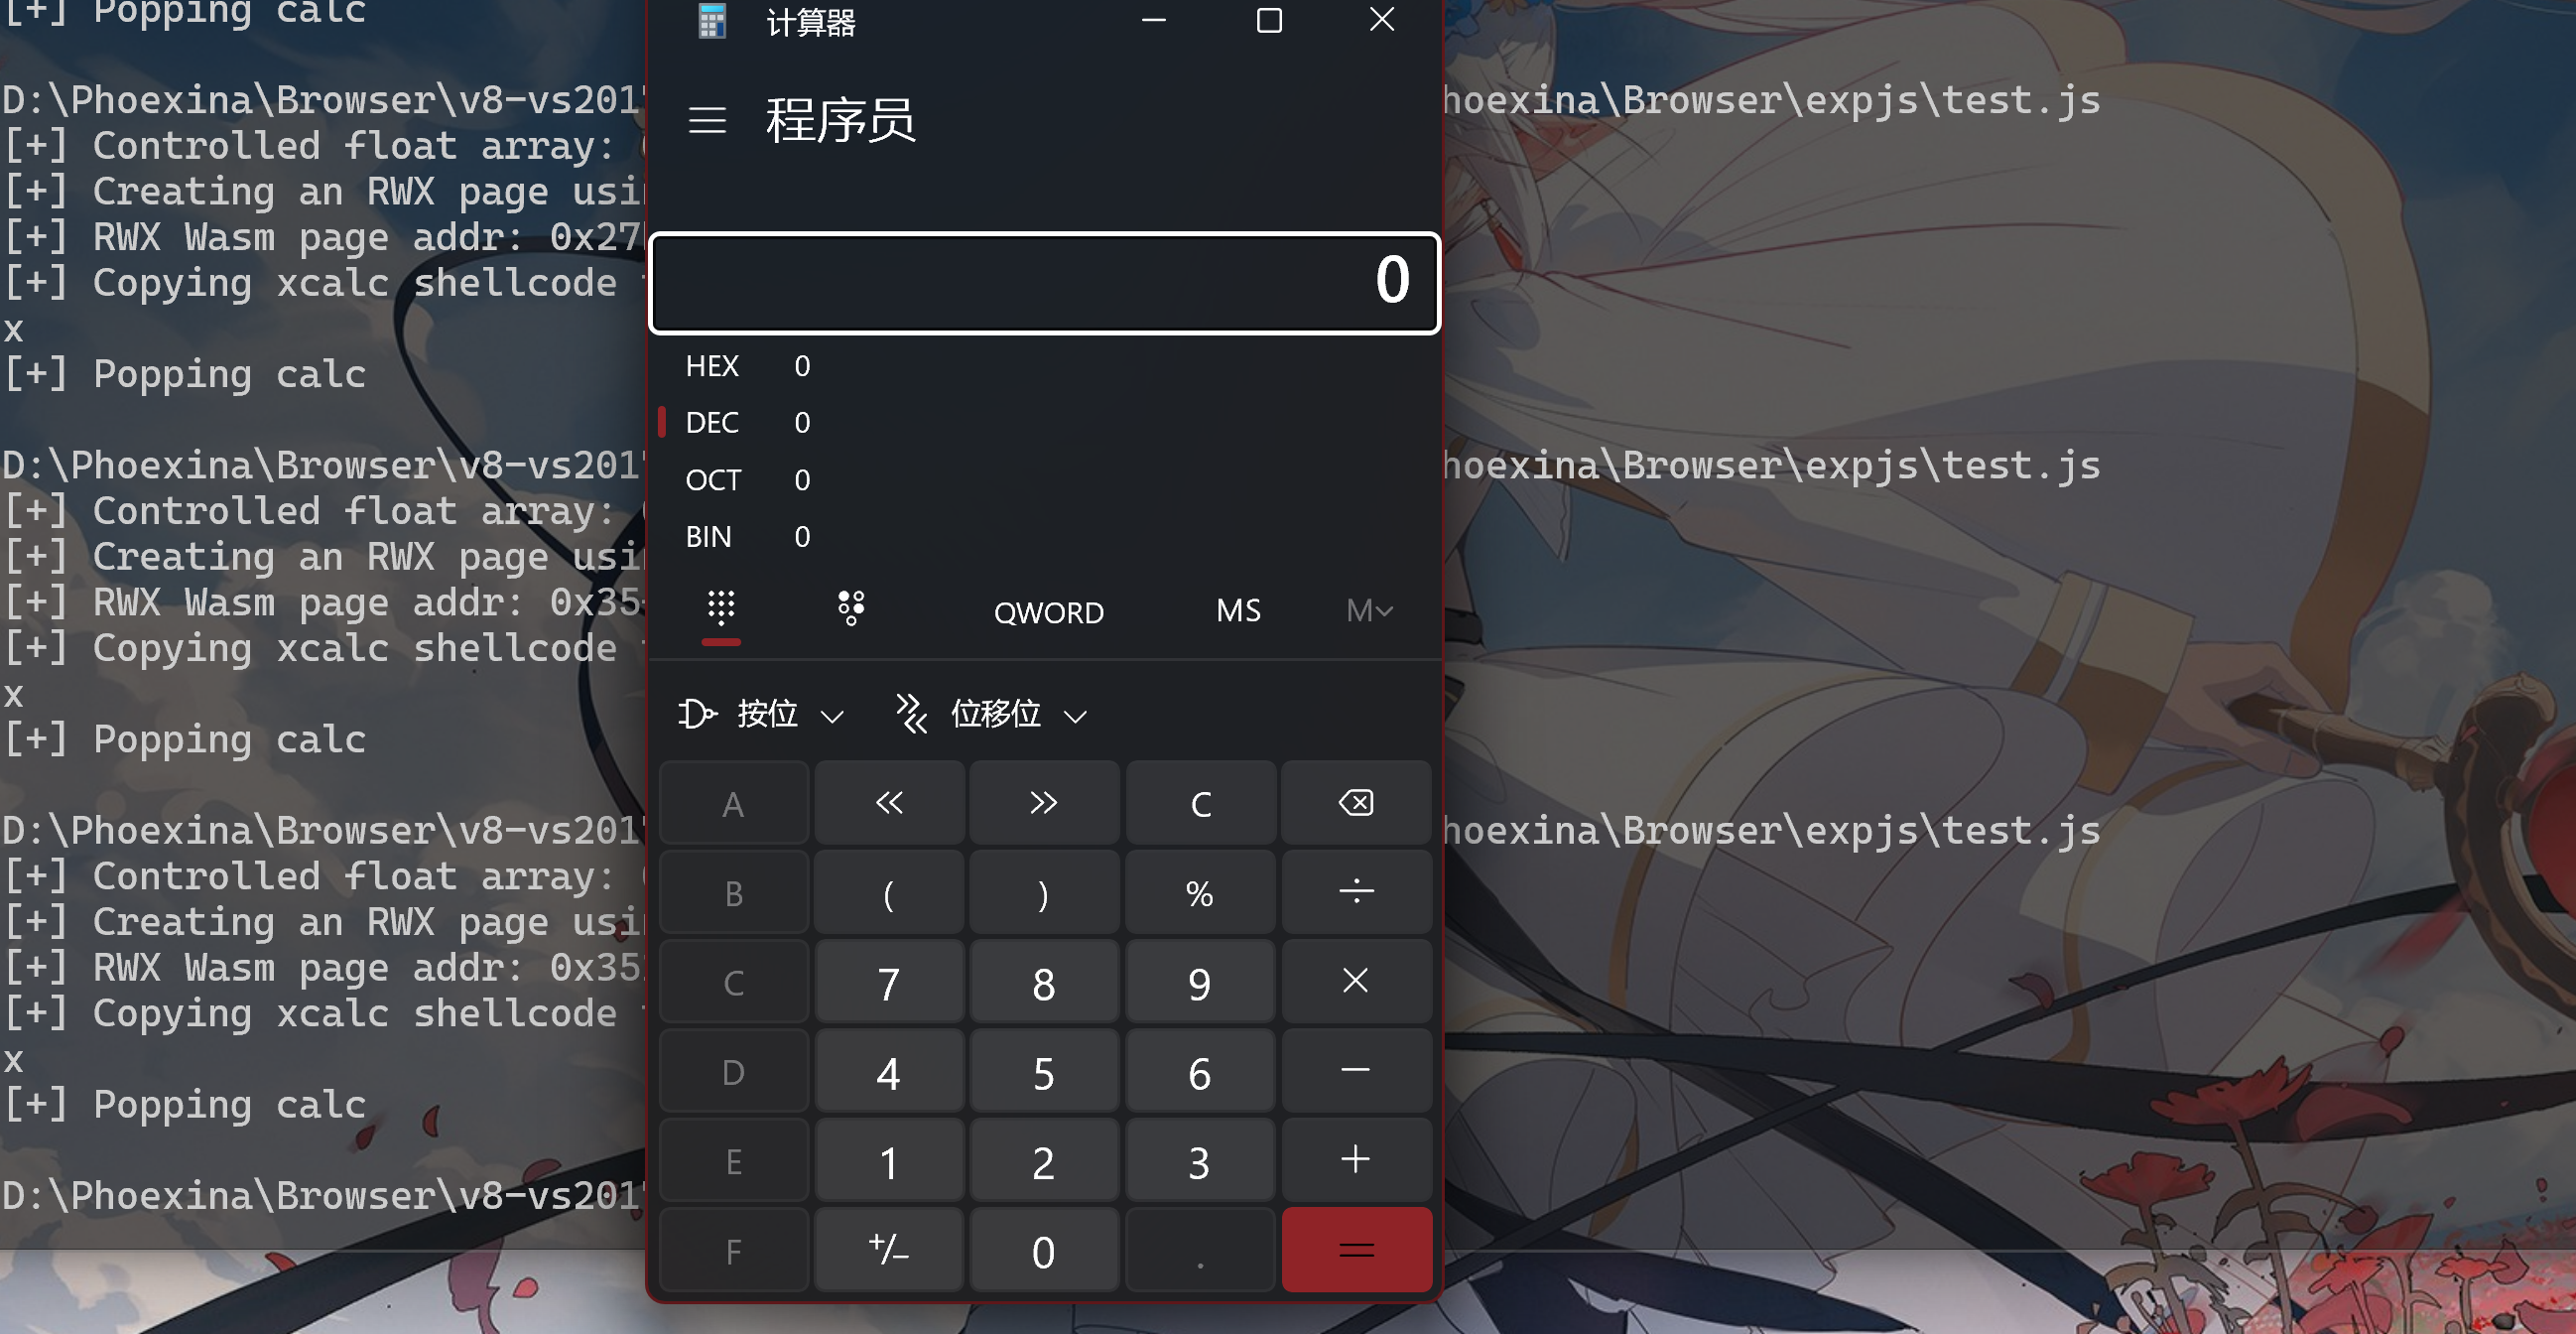 [+] Popping calc
D:\Phoexina\Browser\v8-vs201
hoexina\Browser\expjs\test.js
[+] Controlled float array:
[+] Creating an RWX page
[+] RWX Wasm page addr: 0x27
[+] Copying xcalc shellcode
x
[+] Popping calc
D:\Phoexina\Browser\v8-vs201
hoexina\Browser\expjs\test.js
[+] Controlled float array:
[+] Creating an RWX page
[+] RWX Wasm page addr: 0x35
[+] Copying xcalc shellcode
x
[+] Popping calc
D:\Phoexina\Browser\v8-vs201
hoexina\Browser\expjs\test.js
[+] Controlled float array:
[+] Creating an RWX page
[+] RWX Wasm page addr: 0x35
[+] Copying xcalc shellcode
x
[+] Popping calc
D:\Phoexina\Browser\v8-vs201
计算器
程序员
0
HEX 0
DEC 0
OCT 0
BIN 0
QWORD MS M
按位 位移位
A « » C
B ( ) % ÷
C 7 8 9 ×
D 4 5 6 −
E 1 2 3 +
F +/− 0 . =